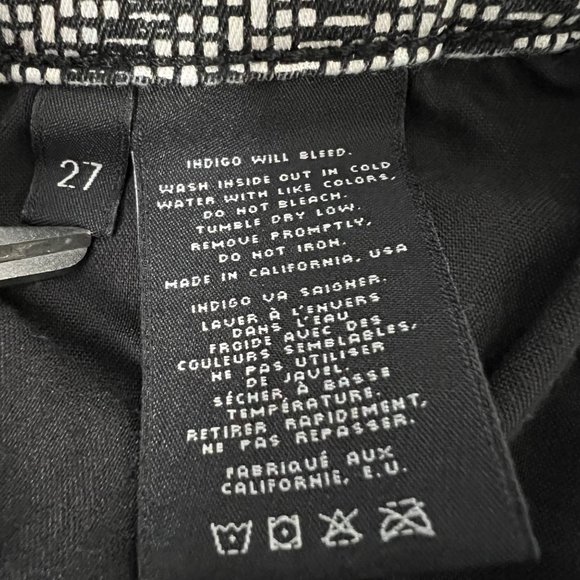 27
INDIGO WILL BLEED.
WASH INSIDE OUT IN COLD
WATER WITH LIKE COLORS,
DO NOT BLEACH.
TUMBLE DRY LOW.
REMOVE PROMPTLY,
DO NOT IRON.
MADE IN CALIFORNIA, USA
INDIGO VA SAIGNER.
LAVER À L'ENVERS
DANS L'EAU
FROIDE AVEC DES
COULEURS SEMBLABLES,
NE PAS UTILISER
DE JAVEL.
SÉCHER À BASSE
TEMPÉRATURE.
RETIRER RAPIDEMENT,
NE PAS REPASSER.
FABRIQUÉ AUX
CALIFORNIE, E.U.